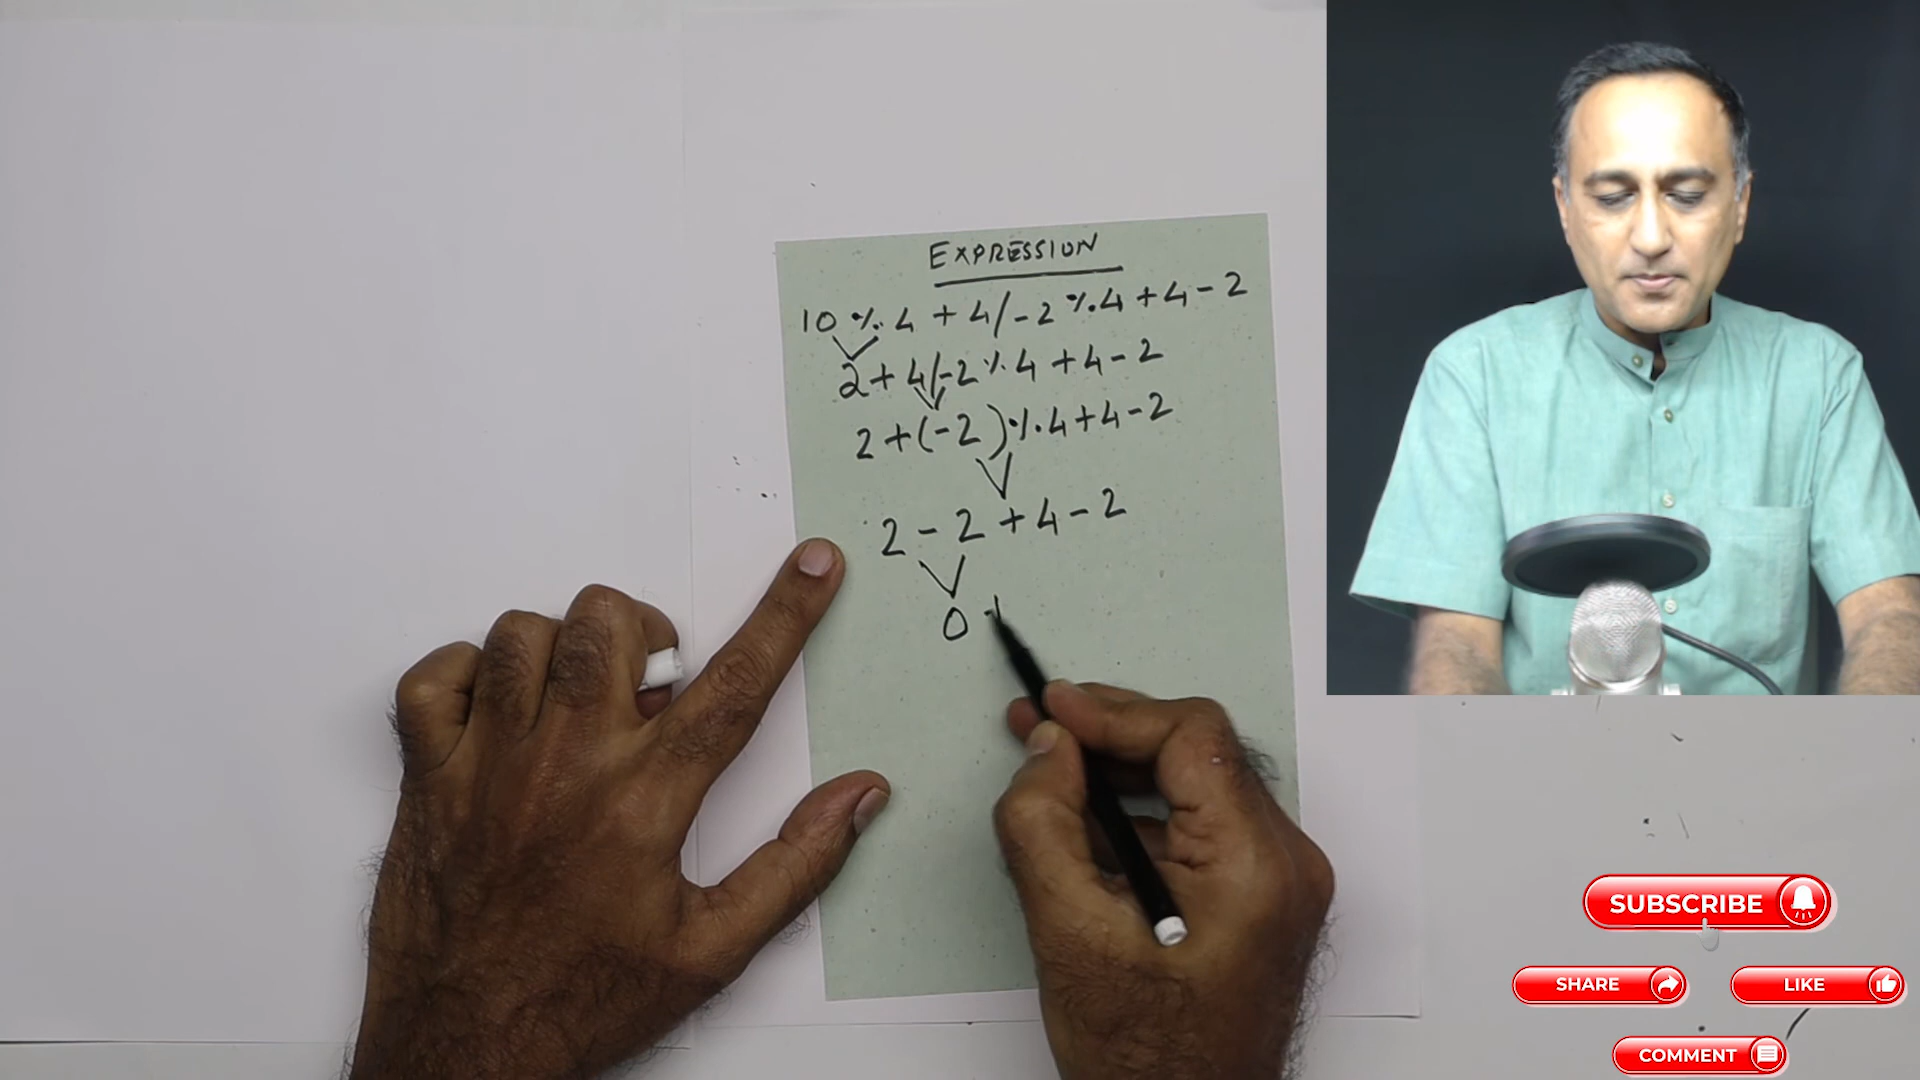 EXPRESSION
10 % 4 + 4/-2 % 4 + 4 - 2
2 + 4/-2 % 4 + 4 - 2
2 + (-2) % 4 + 4 - 2
2 - 2 + 4 - 2
0 +
SUBSCRIBE
SHARE
LIKE
COMMENT